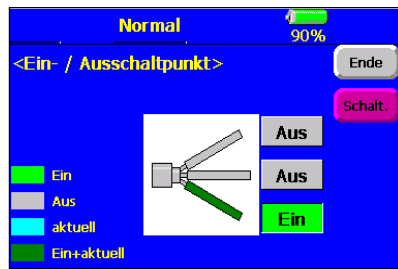 Normal
90%
<Ein- / Ausschaltpunkt>
Ende
Schalt.
Aus
Aus
Ein
Ein
Aus
aktuell
Ein+aktuell